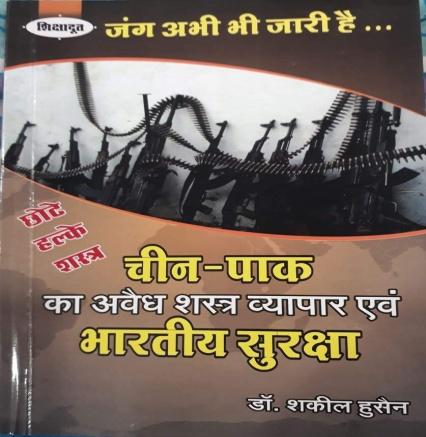 शिक्षादूत
जंग अभी भी जारी है ...
छोटे
हल्के
शस्त्र
चीन-पाक
का अवैध शस्त्र व्यापार एवं
भारतीय सुरक्षा
डॉ. शकील हुसैन